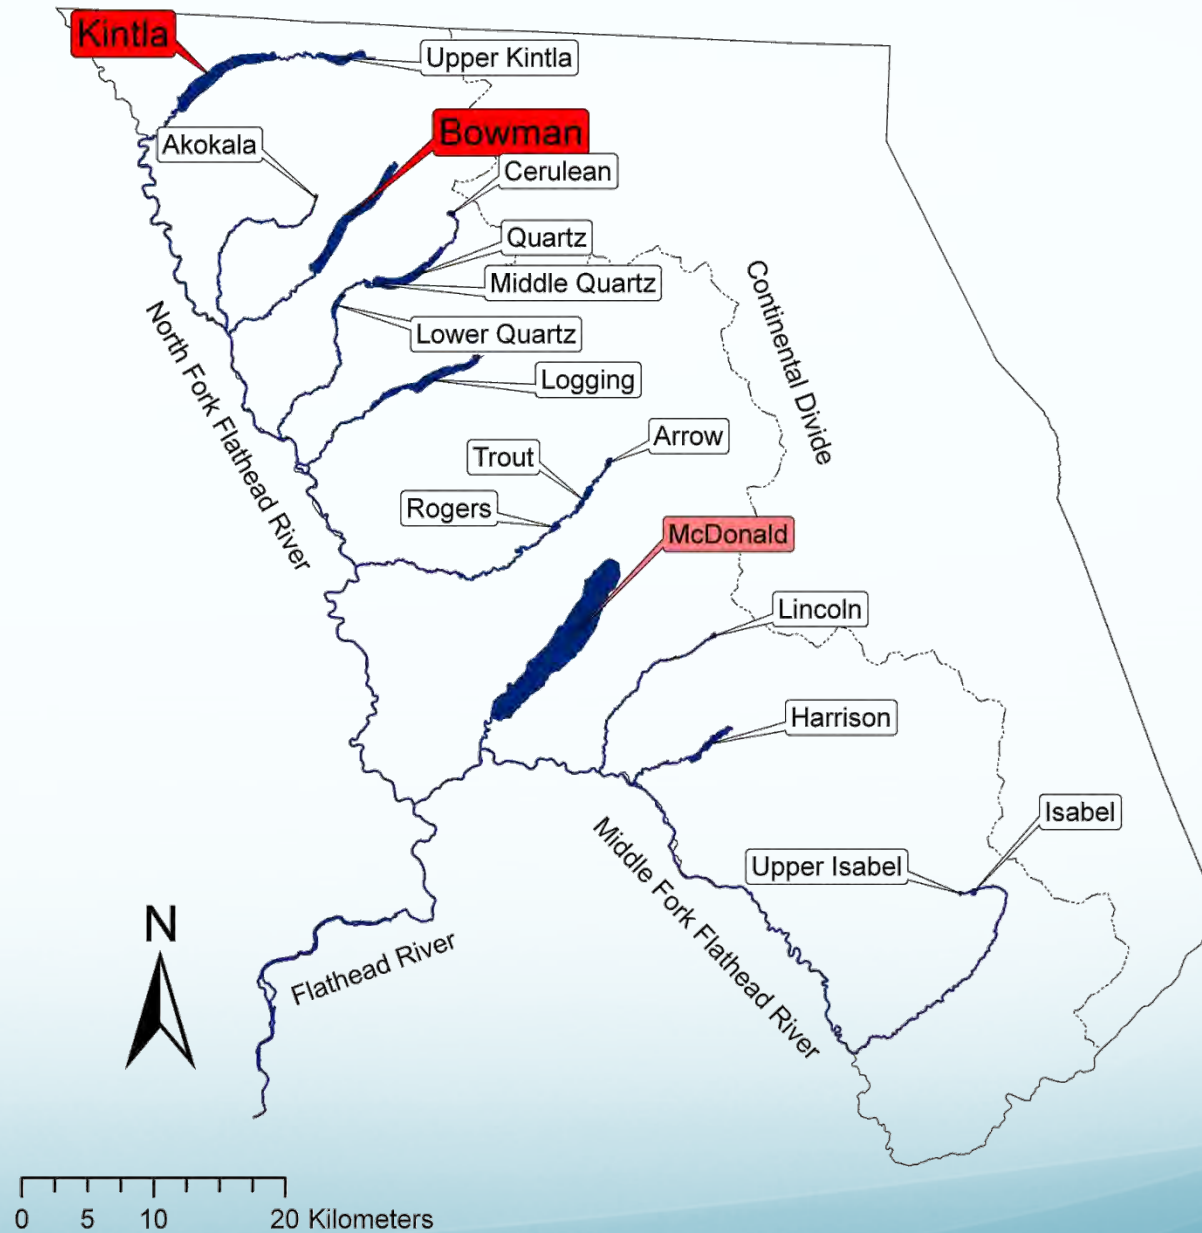 Kintla
Upper Kintla
Bowman
Akokala
Cerulean
Quartz
Middle Quartz
Lower Quartz
Logging
Continental Divide
North Fork Flathead River
Arrow
Trout
Rogers
McDonald
Lincoln
Harrison
Isabel
Upper Isabel
Middle Fork Flathead River
N
Flathead River
0 5 10 20 Kilometers